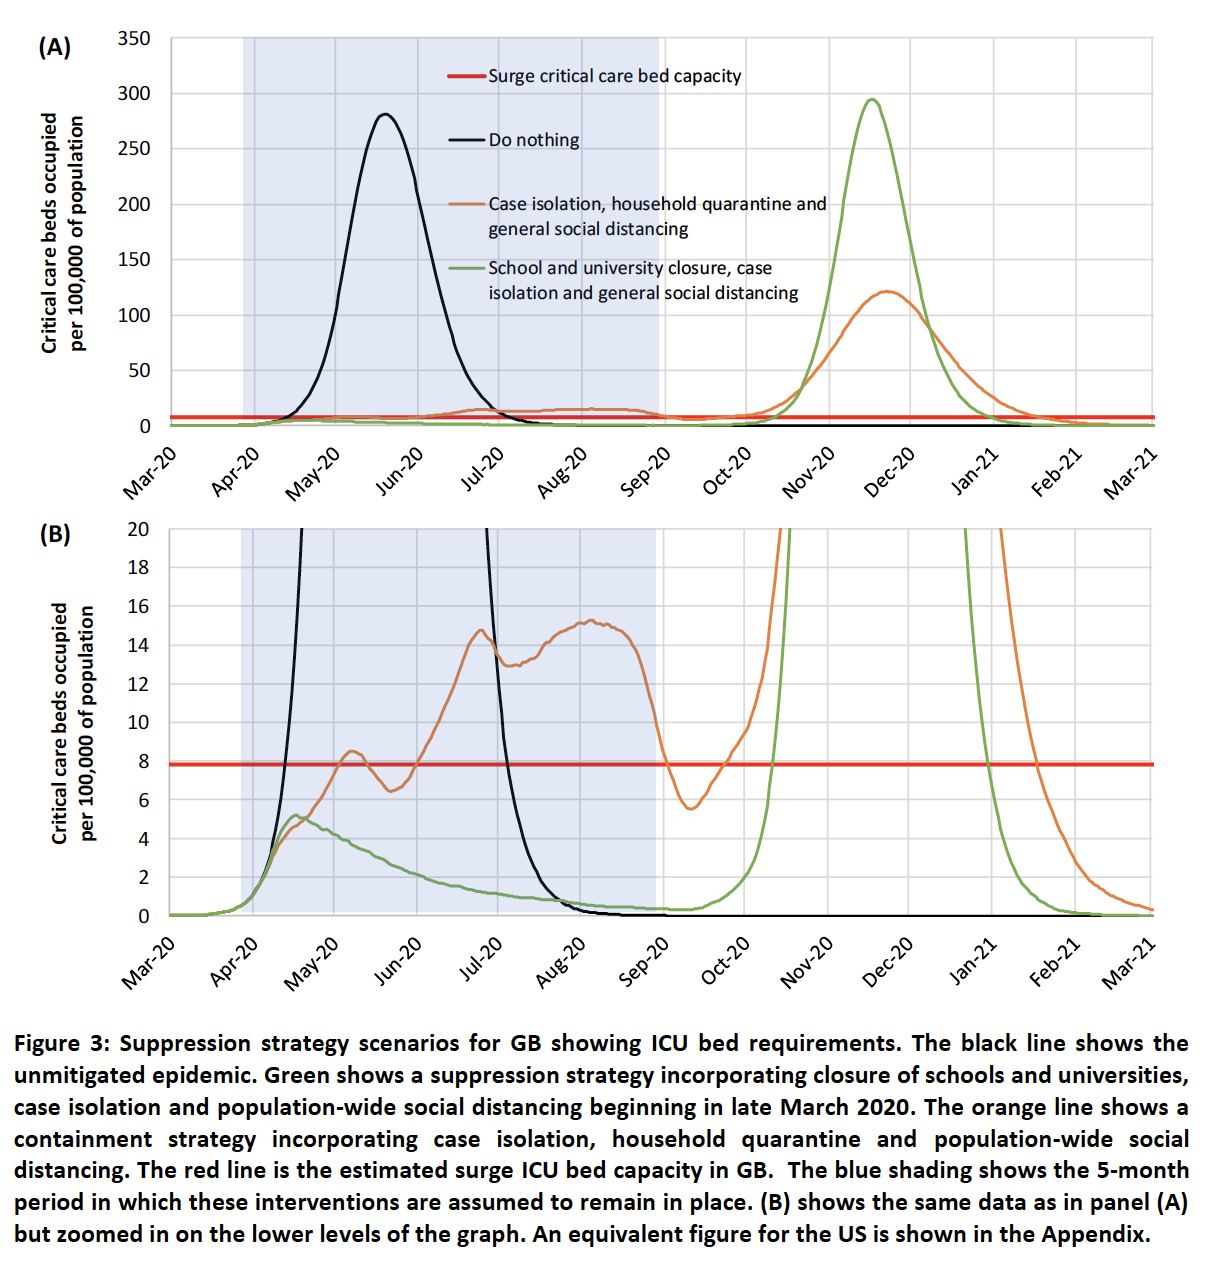 (A)
350
300
250
200
150
100
50
0
Critical care beds occupied
per 100,000 of population
Surge critical care bed capacity
Do nothing
Case isolation, household quarantine and
general social distancing
School and university closure, case
isolation and general social distancing
Mar-20
Apr-20
May-20
Jun-20
Jul-20
Aug-20
Sep-20
Oct-20
Nov-20
Dec-20
Jan-21
Feb-21
Mar-21
(B)
20
18
16
14
12
10
8
6
4
2
0
Critical care beds occupied
per 100,000 of population
Mar-20
Apr-20
May-20
Jun-20
Jul-20
Aug-20
Sep-20
Oct-20
Nov-20
Dec-20
Jan-21
Feb-21
Mar-21
Figure 3: Suppression strategy scenarios for GB showing ICU bed requirements. The black line shows the
unmitigated epidemic. Green shows a suppression strategy incorporating closure of schools and universities,
case isolation and population-wide social distancing beginning in late March 2020. The orange line shows a
containment strategy incorporating case isolation, household quarantine and population-wide social
distancing. The red line is the estimated surge ICU bed capacity in GB. The blue shading shows the 5-month
period in which these interventions are assumed to remain in place. (B) shows the same data as in panel (A)
but zoomed in on the lower levels of the graph. An equivalent figure for the US is shown in the Appendix.